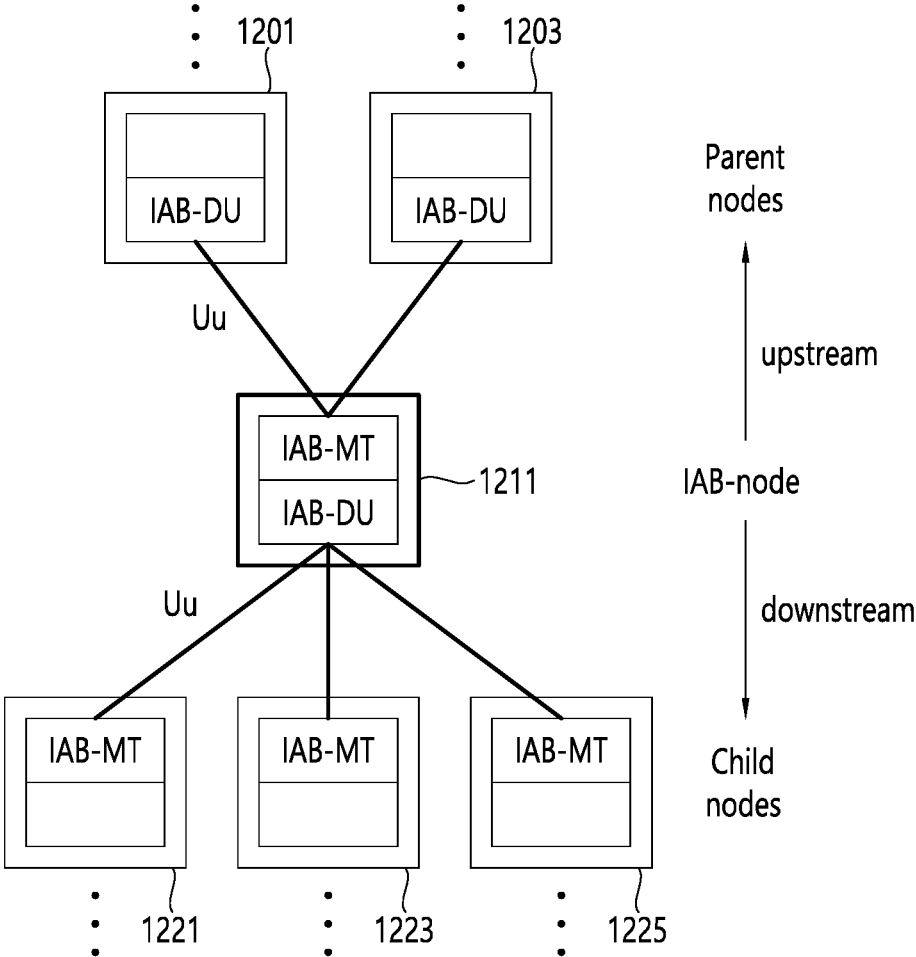 1201
1203
IAB-DU
IAB-DU
Parent
nodes
Uu
upstream
IAB-MT
IAB-DU
1211
IAB-node
Uu
downstream
IAB-MT
IAB-MT
IAB-MT
Child
nodes
1221
1223
1225